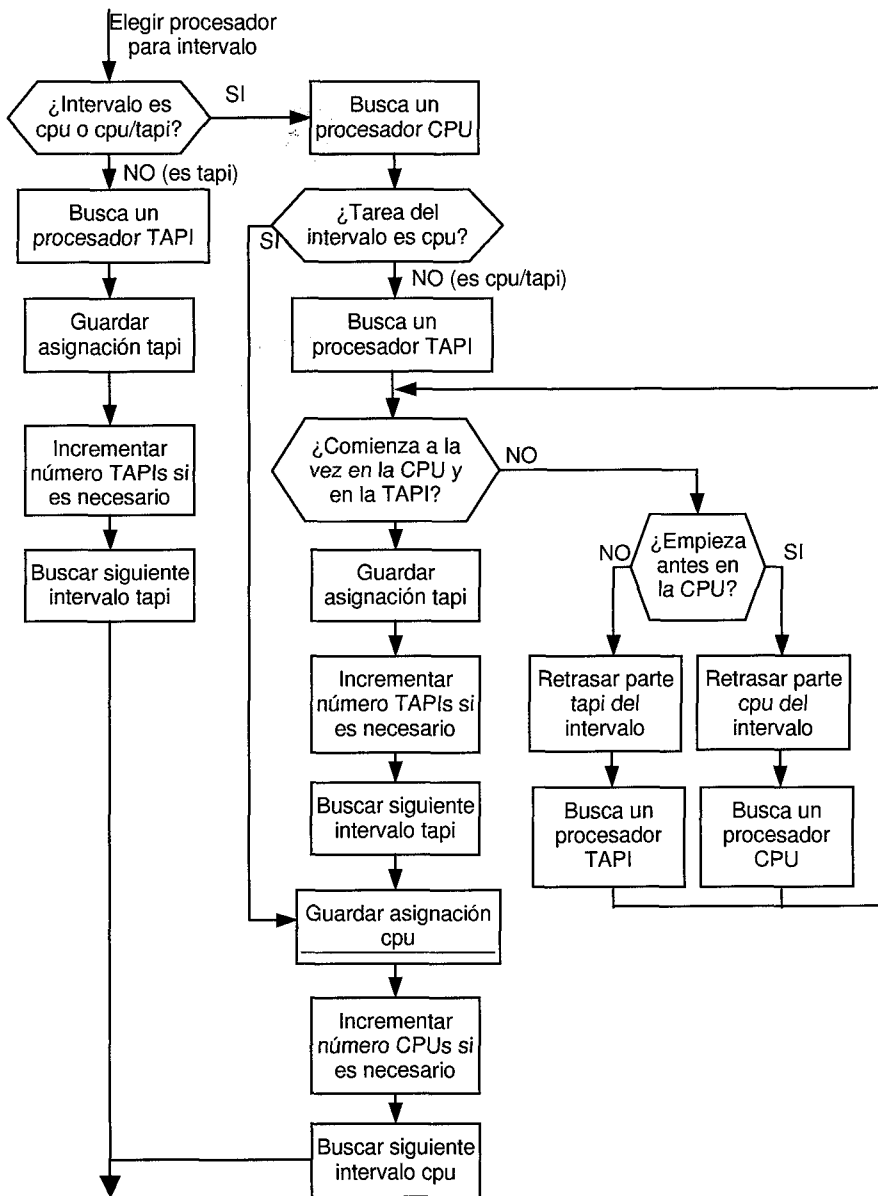 Elegir procesador
para intervalo
¿Intervalo es
cpu o cpu/tapi?
SI
Busca un
procesador CPU
NO (es tapi)
Busca un
procesador TAPI
¿Tarea del
intervalo es cpu?
SI
NO (es cpu/tapi)
Guardar
asignación tapi
Busca un
procesador TAPI
Incrementar
número TAPIs si
es necesario
¿Comienza a la
vez en la CPU y
en la TAPI?
NO
¿Empieza
antes en
la CPU?
NO
SI
Buscar siguiente
intervalo tapi
Guardar
asignación tapi
Incrementar
número TAPIs si
es necesario
Retrasar parte
tapi del
intervalo
Retrasar parte
cpu del
intervalo
Buscar siguiente
intervalo tapi
Busca un
procesador
TAPI
Busca un
procesador
CPU
Guardar asignación
cpu
Incrementar
número CPUs si
es necesario
Buscar siguiente
intervalo cpu